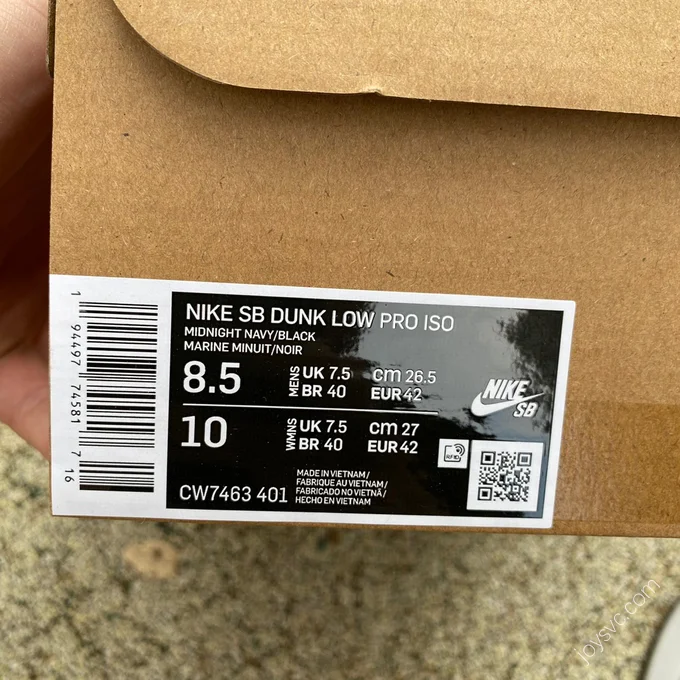 1 94497 74581 7 16
NIKE SB DUNK LOW PRO ISO
MIDNIGHT NAVY/BLACK
MARINE MINUIT/NOIR
8.5 MENS UK 7.5 cm 26.5
BR 40 EUR 42
10 WMNS UK 7.5 cm 27
BR 40 EUR 42
CW7463 401
MADE IN VIETNAM/
FABRIQUE AU VIETNAM/
FABRICADO NO VIETNÃ/
HECHO EN VIETNAM
NIKE
SB
RFID
joysvc.com